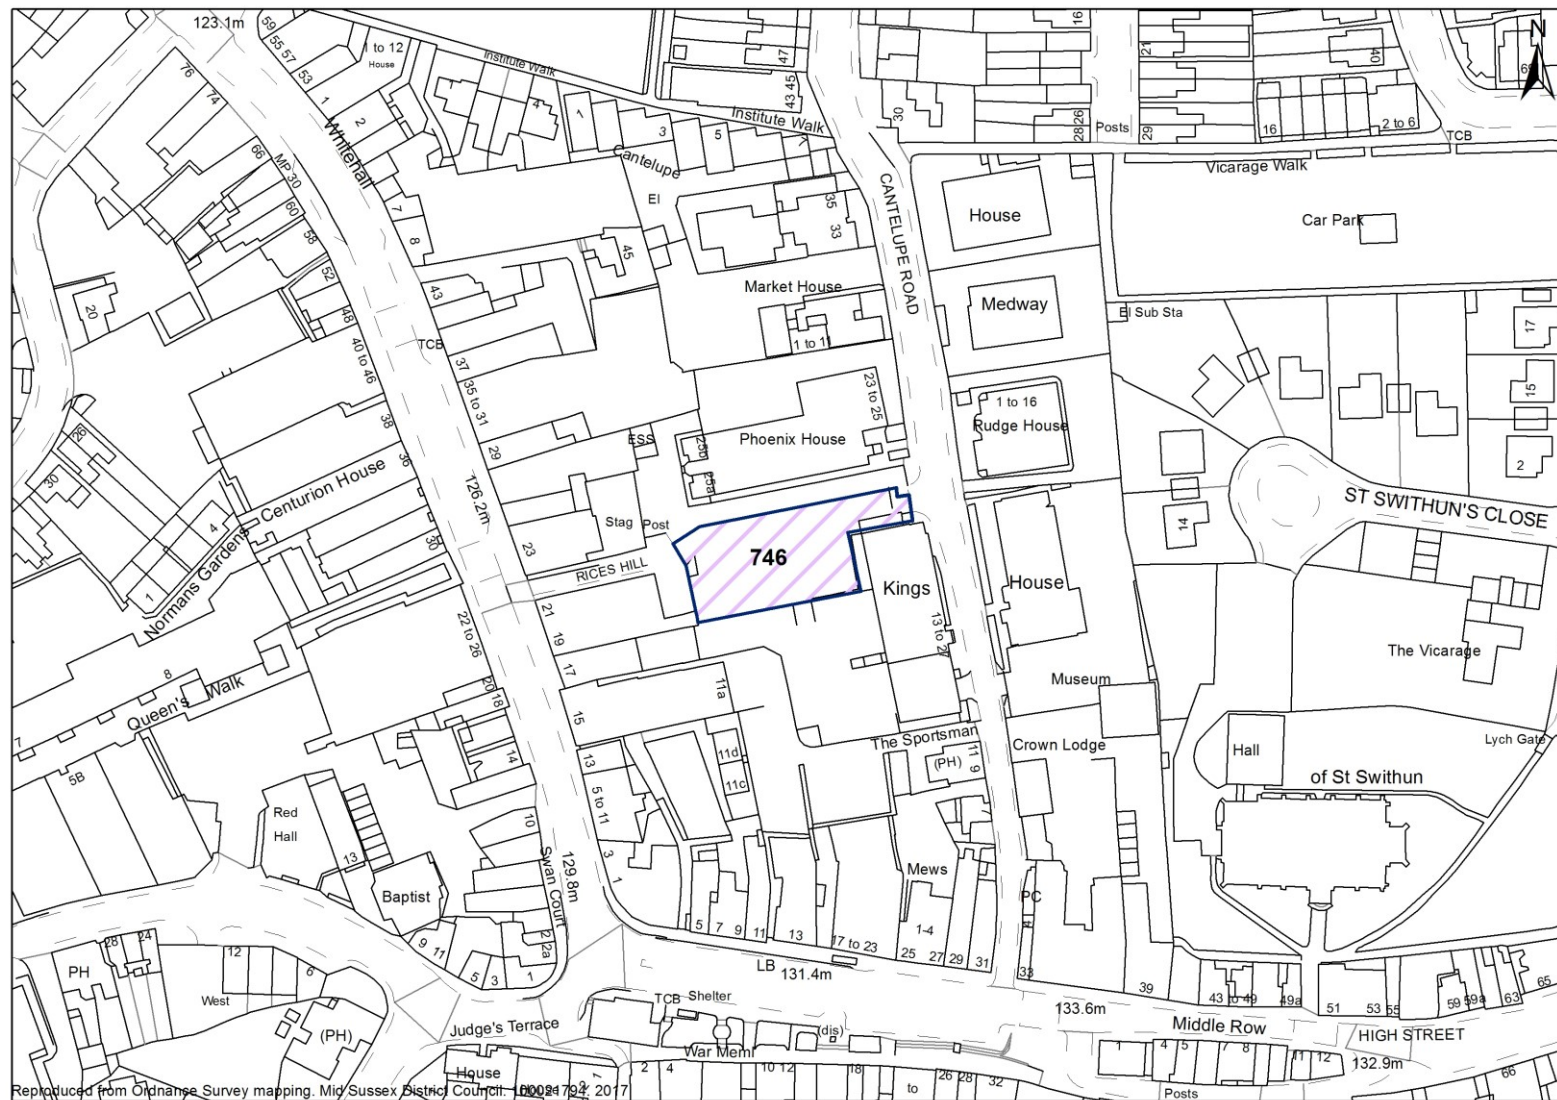 123.1m
59
55
57
53
1 to 12
House
1
2
76
74
66
MP 30
60
58
52
48
40 to 46
38
36
Whitehall
7
8
Institute Walk
1
4
1
3
5
7
Cantelupe
El
45
47
43 45
Institute Walk
16
30
28
26
Posts
21
29
16
40
2 to 6
69
N
TCB
Vicarage Walk
Car Park
House
35
33
CANTELUPE ROAD
Market House
Medway
El Sub Sta
1 to 11
17
20
43
TCB
37
35 to 31
29
15
23 to 25
1 to 16
Rudge House
Phoenix House
ESS
25b
25a
2
26
30
Centurion House
126.2m
ST SWITHUN'S CLOSE
14
Stag
Post
23
4
30
Normans Gardens
1
RICES HILL
746
Kings
House
13 to 21
21
19
17
22 to 26
20
18
15
11a
The Vicarage
Museum
8
Queen's Walk
7
5B
14
13
11d
11c
5 to 11
The Sportsman
(PH)
11
9
Crown Lodge
Hall
Lych Gate
of St Swithun
Red
Hall
13
10
Baptist
Swan Court
129.8m
3
1
Mews
PC
9
11
5
3
1
2
2a
5
7
9
11
13
17 to 23
1-4
25
27
29
31
33
LB
131.4m
39
43 to 49
49a
51
53
55
59
59a
63
65
28
24
PH
12
6
West
(PH)
TCB
Shelter
133.6m
Middle Row
HIGH STREET
Judge's Terrace
(dis)
War Meml
132.9m
1
4
5
7
8
11
12
66
House
2
1
2
4
10
12
18
to
26
28
32
Posts
Reproduced from Ordnance Survey mapping. Mid Sussex District Council. 100021794. 2017